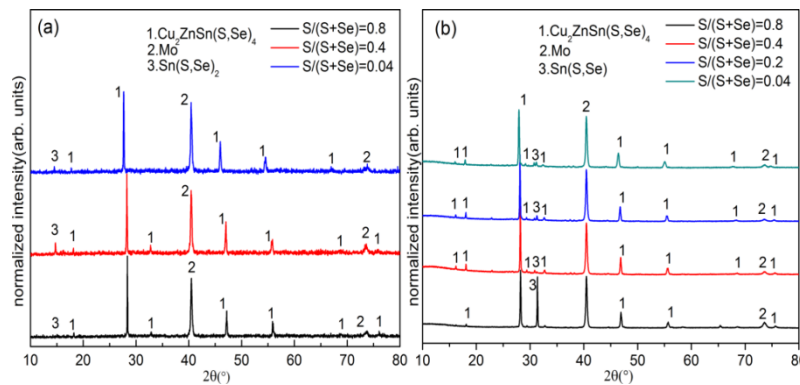 (a)
1.Cu2ZnSn(S,Se)4
2.Mo
3.Sn(S,Se)2
S/(S+Se)=0.8
S/(S+Se)=0.4
S/(S+Se)=0.04
normalized intensity(arb. units)
1
2
1
1
3
1
1
2
1
2
1
1
3
1
1
1
2
1
1
2
1
1
1
1
1
2
1
10 20 30 40 50 60 70 80
2θ(°)
(b)
1.Cu2ZnSn(S,Se)4
2.Mo
3.Sn(S,Se)
S/(S+Se)=0.8
S/(S+Se)=0.4
S/(S+Se)=0.2
S/(S+Se)=0.04
normalized intensity(arb. units)
1
2
1
1
11
131
1
2
1
1
1
11
131
1
2
1
1
1
11
131
1
2
1
3
1
1
1
2
1
10 20 30 40 50 60 70 80
2θ(°)